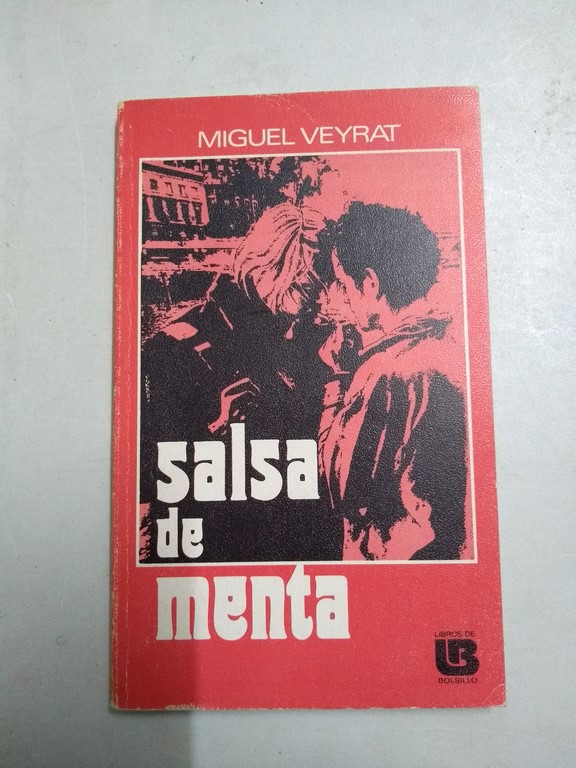 MIGUEL VEYRAT
salsa
de
menta
LIBROS DE
LB
BOLSILLO